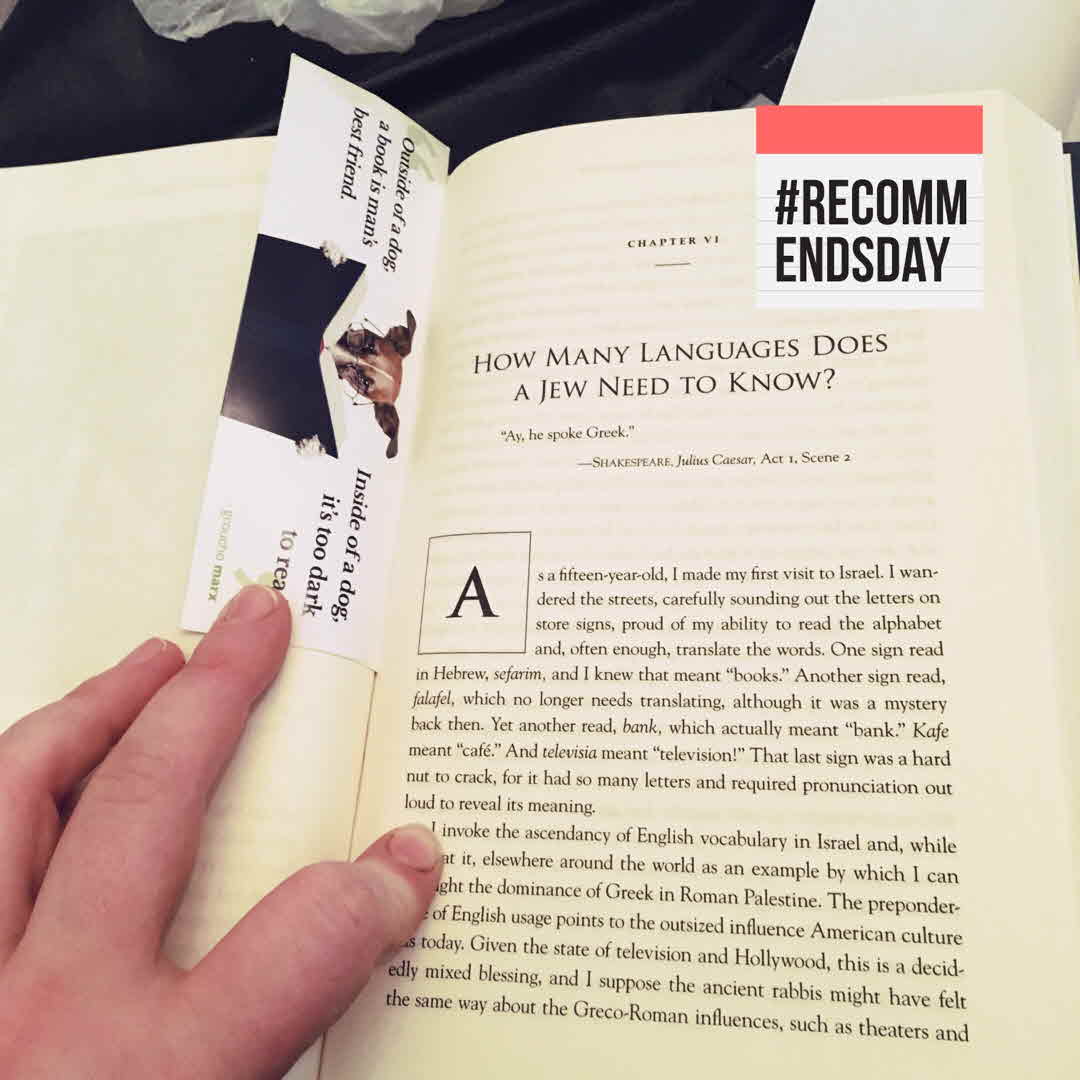 Outside of a dog,
a book is man's
best friend.
Inside of a dog,
it's too dark
to rea
groucho marx
#RECOMM
ENDSDAY
CHAPTER VI
How Many Languages Does
a Jew Need to Know?
"Ay, he spoke Greek."
—Shakespeare, Julius Caesar, Act 1, Scene 2
As a fifteen-year-old, I made my first visit to Israel. I wan-
dered the streets, carefully sounding out the letters on
store signs, proud of my ability to read the alphabet
and, often enough, translate the words. One sign read
in Hebrew, sefarim, and I knew that meant "books." Another sign read,
falafel, which no longer needs translating, although it was a mystery
back then. Yet another read, bank, which actually meant "bank." Kafe
meant "café." And televisia meant "television!" That last sign was a hard
nut to crack, for it had so many letters and required pronunciation out
loud to reveal its meaning.
I invoke the ascendancy of English vocabulary in Israel and, while
at it, elsewhere around the world as an example by which I can
the dominance of Greek in Roman Palestine. The preponder-
of English usage points to the outsized influence American culture
today. Given the state of television and Hollywood, this is a decid-
edly mixed blessing, and I suppose the ancient rabbis might have felt
the same way about the Greco-Roman influences, such as theaters and